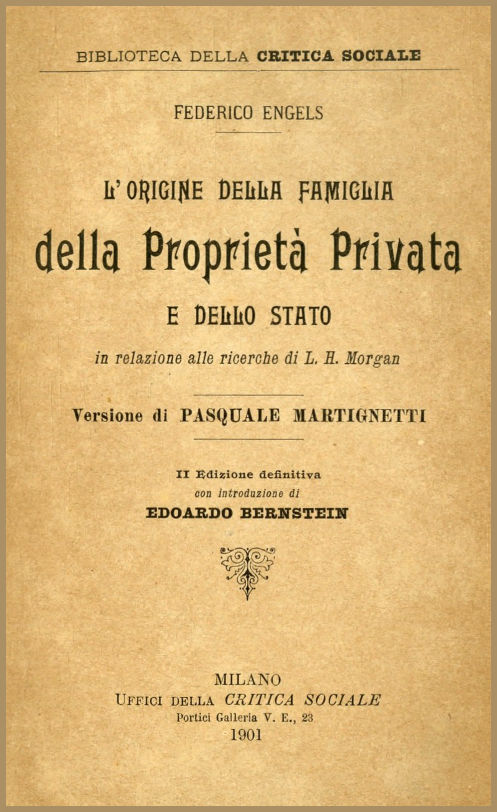 BIBLIOTECA DELLA CRITICA SOCIALE
FEDERICO ENGELS
L'ORIGINE DELLA FAMIGLIA
della Proprietà Privata
E DELLO STATO
in relazione alle ricerche di L. H. Morgan
Versione di PASQUALE MARTIGNETTI
II Edizione definitiva
con introduzione di
EDOARDO BERNSTEIN
MILANO
UFFICI DELLA CRITICA SOCIALE
Portici Galleria V. E., 23
1901